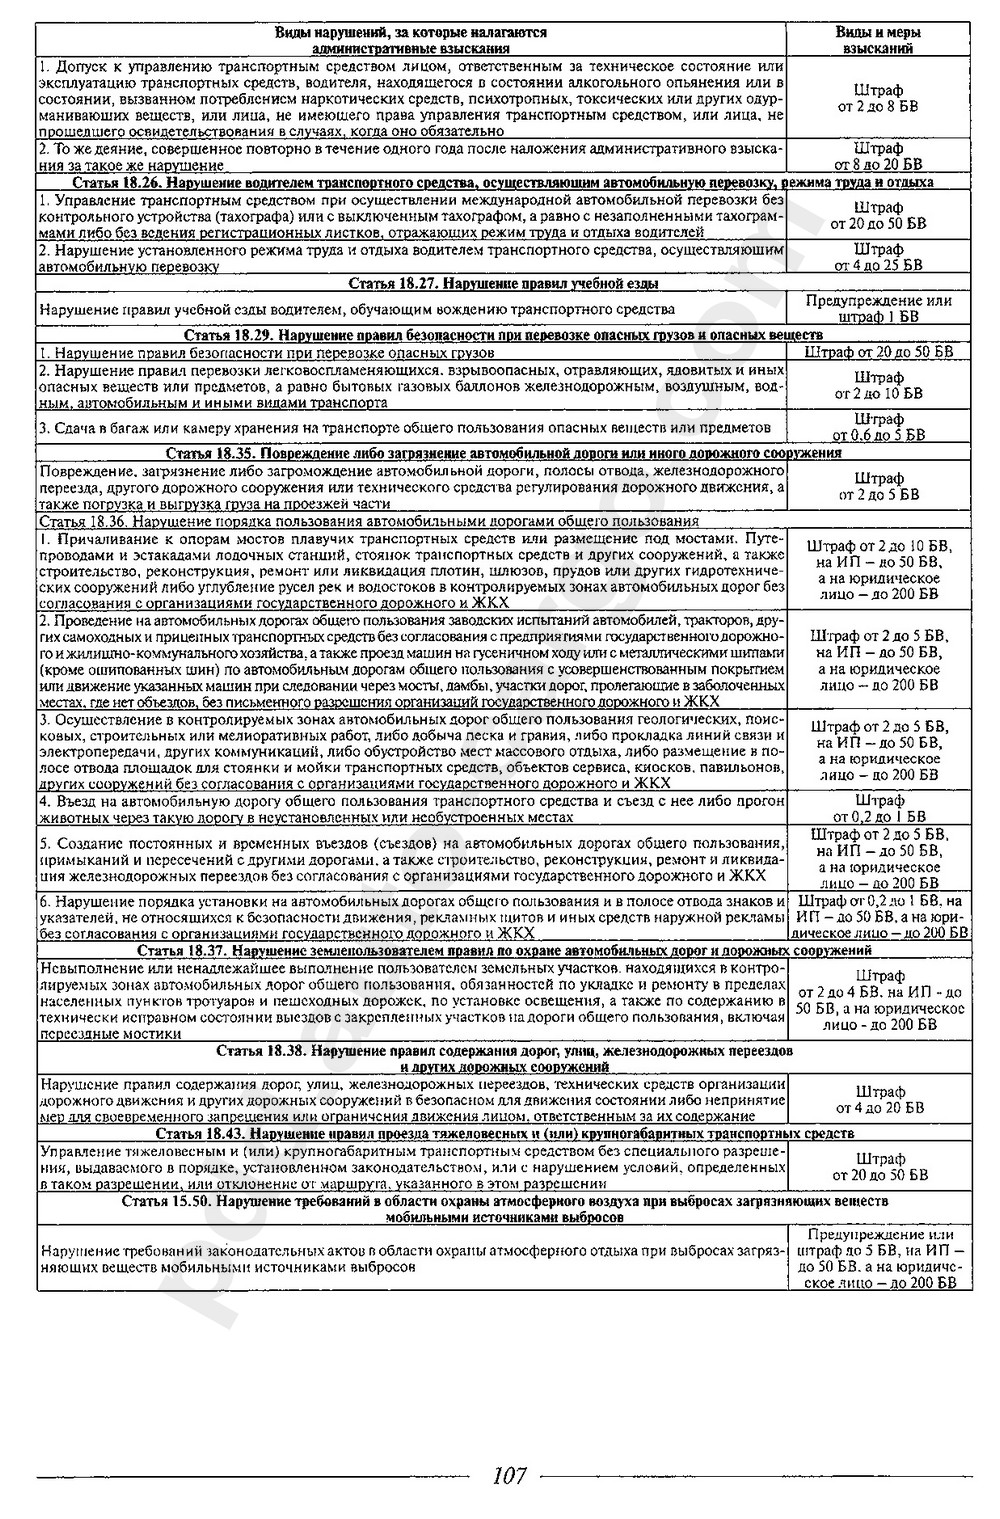 Виды нарушений, за которые налагаются
административные взыскания
Виды и меры
взысканий
1. Допуск к управлению транспортным средством лицом, ответственным за техническое состояние или
эксплуатацию транспортных средств, водителя, находящегося в состоянии алкогольного опьянения или в
состоянии, вызванном потреблением наркотических средств, психотропных, токсических или других одур-
манивающих веществ, или лица, не имеющего права управления транспортным средством, или лица, не
прошедшего освидетельствования в случаях, когда оно обязательно
Штраф
от 2 до 8 БВ
2. То же деяние, совершенное повторно в течение одного года после наложения административного взыска-
ния за такое же нарушение
Штраф
от 8 до 20 БВ
Статья 18.26. Нарушение водителем транспортного средства, осуществляющим автомобильную перевозку, режима труда и отдыха
1. Управление транспортным средством при осуществлении международной автомобильной перевозки без
контрольного устройства (тахографа) или с выключенным тахографом, а равно с незаполненными тахограм-
мами либо без ведения регистрационных листков, отражающих режим труда и отдыха водителей
Штраф
от 20 до 50 БВ
2. Нарушение установленного режима труда и отдыха водителем транспортного средства, осуществляющим
автомобильную перевозку
Штраф
от 4 до 25 БВ
Статья 18.27. Нарушение правил учебной езды
Нарушение правил учебной езды водителем, обучающим вождению транспортного средства
Предупреждение или
штраф 1 БВ
Статья 18.29. Нарушение правил безопасности при перевозке опасных грузов и опасных веществ
1. Нарушение правил безопасности при перевозке опасных грузов
Штраф от 20 до 50 БВ
2. Нарушение правил перевозки легковоспламеняющихся, взрывоопасных, отравляющих, ядовитых и иных
опасных веществ или предметов, а равно бытовых газовых баллонов железнодорожным, воздушным, вод-
ным, автомобильным и иными видами транспорта
Штраф
от 2 до 10 БВ
3. Сдача в багаж или камеру хранения на транспорте общего пользования опасных веществ или предметов
Штраф
от 0,6 до 5 БВ
Статья 18.35. Повреждение либо загрязнение автомобильной дороги или иного дорожного сооружения
Повреждение, загрязнение либо загромождение автомобильной дороги, полосы отвода, железнодорожного
переезда, другого дорожного сооружения или технического средства регулирования дорожного движения, а
также погрузка и выгрузка груза на проезжей части
Штраф
от 2 до 5 БВ
Статья 18.36. Нарушение порядка пользования автомобильными дорогами общего пользования
1. Причаливание к опорам мостов плавучих транспортных средств или размещение под мостами. Путе-
проводами и эстакадами лодочных станций, стоянок транспортных средств и других сооружений, а также
строительство, реконструкция, ремонт или ликвидация плотин, шлюзов, прудов или других гидротехниче-
ских сооружений либо углубление русел рек и водостоков в контролируемых зонах автомобильных дорог без
согласования с организациями государственного дорожного и ЖКХ
Штраф от 2 до 10 БВ,
на ИП – до 50 БВ,
а на юридическое
лицо – до 200 БВ
2. Проведение на автомобильных дорогах общего пользования заводских испытаний автомобилей, тракторов, дру-
гих самоходных и прицепных транспортных средств без согласования с предприятиями государственного дорожно-
го и жилищно-коммунального хозяйства, а также проезд машин на гусеничном ходу или с металлическими шипами
(кроме ошипованных шин) по автомобильным дорогам общего пользования с усовершенствованным покрытием
или движение указанных машин при следовании через мосты, дамбы, участки дорог, пролегающие в заболоченных
местах, где нет объездов, без письменного разрешения организаций государственного дорожного и ЖКХ
Штраф от 2 до 5 БВ,
на ИП – до 50 БВ,
а на юридическое
лицо – до 200 БВ
3. Осуществление в контролируемых зонах автомобильных дорог общего пользования геологических, поис-
ковых, строительных или мелиоративных работ, либо добыча песка и гравия, либо прокладка линий связи и
электропередачи, других коммуникаций, либо обустройство мест массового отдыха, либо размещение в по-
лосе отвода площадок для стоянки и мойки транспортных средств, объектов сервиса, киосков, павильонов,
других сооружений без согласования с организациями государственного дорожного и ЖКХ
Штраф от 2 до 5 БВ,
на ИП – до 50 БВ,
а на юридическое
лицо – до 200 БВ
4. Въезд на автомобильную дорогу общего пользования транспортного средства и съезд с нее либо прогон
животных через такую дорогу в неустановленных или необустроенных местах
Штраф
от 0,2 до 1 БВ
5. Создание постоянных и временных въездов (съездов) на автомобильных дорогах общего пользования,
примыканий и пересечений с другими дорогами, а также строительство, реконструкция, ремонт и ликвида-
ция железнодорожных переездов без согласования с организациями государственного дорожного и ЖКХ
Штраф от 2 до 5 БВ,
на ИП – до 50 БВ,
а на юридическое
лицо – до 200 БВ
6. Нарушение порядка установки на автомобильных дорогах общего пользования и в полосе отвода знаков и
указателей, не относящихся к безопасности движения, рекламных щитов и иных средств наружной рекламы
без согласования с организациями государственного дорожного и ЖКХ
Штраф от 0,2 до 1 БВ, на
ИП – до 50 БВ, а на юри-
дическое лицо – до 200 БВ
Статья 18.37. Нарушение землепользователем правил по охране автомобильных дорог и дорожных сооружений
Невыполнение или ненадлежайшее выполнение пользователем земельных участков, находящихся в контро-
лируемых зонах автомобильных дорог общего пользования, обязанностей по укладке и ремонту в пределах
населенных пунктов тротуаров и пешеходных дорожек, по установке освещения, а также по содержанию в
технически исправном состоянии выездов с закрепленных участков на дороги общего пользования, включая
переездные мостики
Штраф
от 2 до 4 БВ. на ИП - до
50 БВ, а на юридическое
лицо - до 200 БВ
Статья 18.38. Нарушение правил содержания дорог, улиц, железнодорожных переездов
и других дорожных сооружений
Нарушение правил содержания дорог, улиц, железнодорожных переездов, технических средств организации
дорожного движения и других дорожных сооружений в безопасном для движения состоянии либо непринятие
мер для своевременного запрещения или ограничения движения лицом, ответственным за их содержание
Штраф
от 4 до 20 БВ
Статья 18.43. Нарушение правил проезда тяжеловесных и (или) крупногабаритных транспортных средств
Управление тяжеловесным и (или) крупногабаритным транспортным средством без специального разреше-
ния, выдаваемого в порядке, установленном законодательством, или с нарушением условий, определенных
в таком разрешении, или отклонение от маршрута, указанного в этом разрешении
Штраф
от 20 до 50 БВ
Статья 15.50. Нарушение требований в области охраны атмосферного воздуха при выбросах загрязняющих веществ
мобильными источниками выбросов
Нарушение требований законодательных актов в области охраны атмосферного отдыха при выбросах загряз-
няющих веществ мобильными источниками выбросов
Предупреждение или
штраф до 5 БВ, на ИП –
до 50 БВ. а на юридиче-
ское лицо – до 200 БВ
107